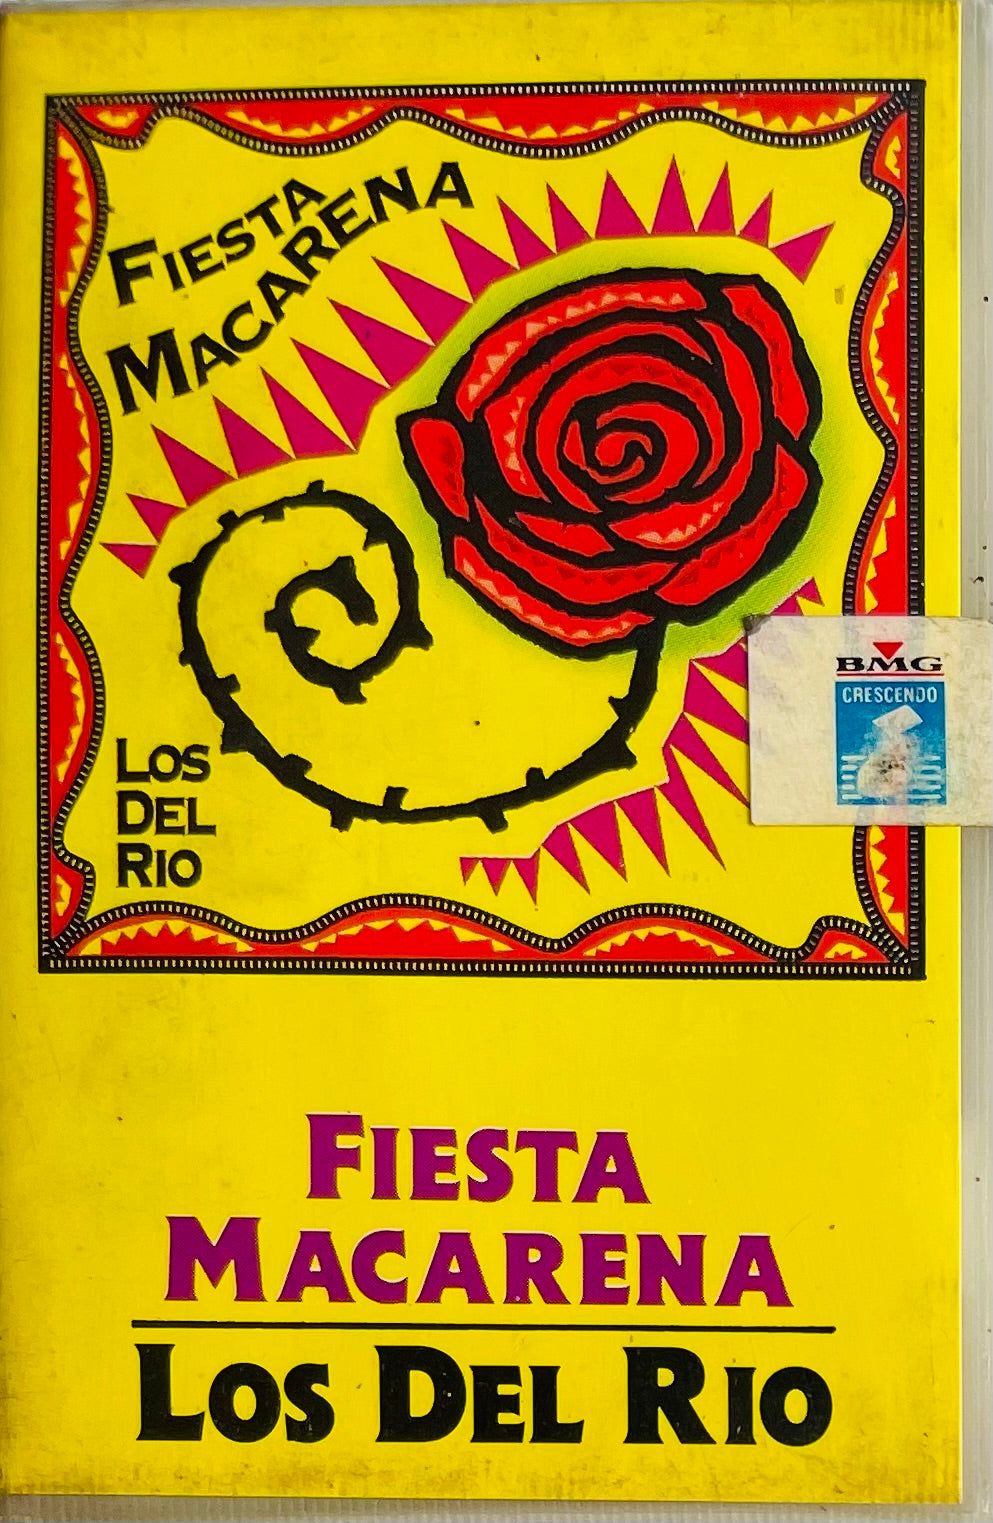 FIESTA
MACARENA
LOS
DEL
RIO
BMG
CRESCENDO
FIESTA
MACARENA
LOS DEL RIO